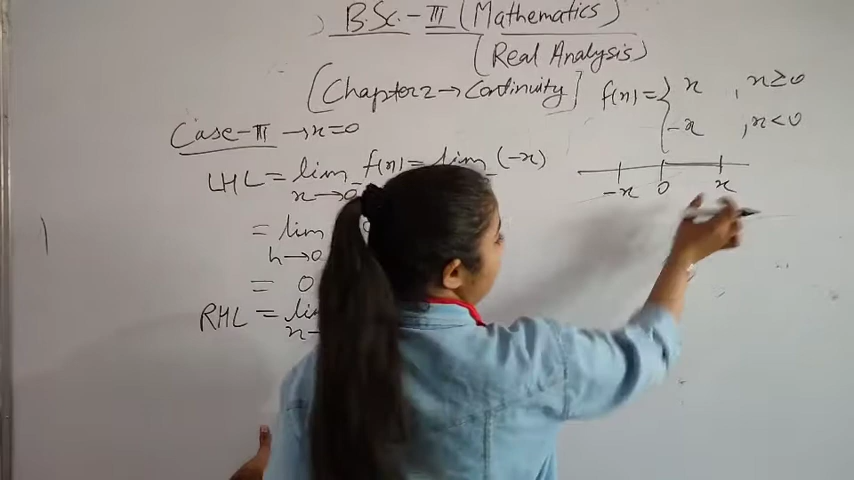 B.Sc.-III (Mathematics)
(Real Analysis)
[Chapter 2 → Continuity]
f(x) = { x , x ≥ 0
-x , x < 0
Case-II → x = 0
LHL = lim x→0 f(x) = lim (-x)
-x 0 x
= lim h→0
= 0
RHL = lim x→